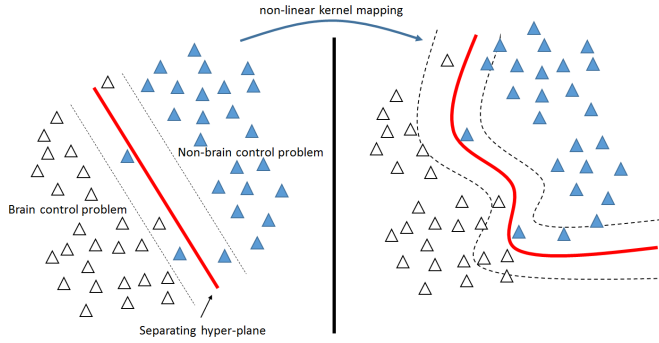 non-linear kernel mapping
Non-brain control problem
Brain control problem
Separating hyper-plane